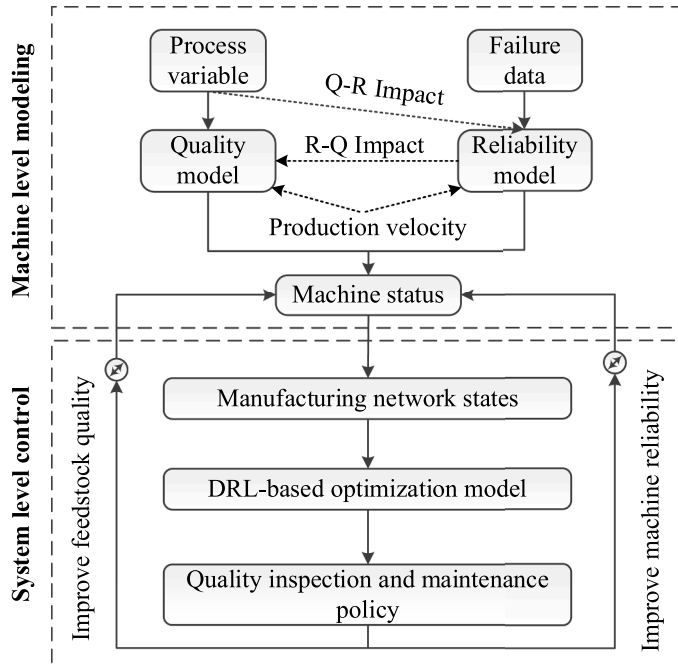 Machine level modeling
Process
variable
Failure
data
Q-R Impact
Quality
model
R-Q Impact
Reliability
model
Production velocity
Machine status
System level control
Improve feedstock quality
Manufacturing network states
DRL-based optimization model
Quality inspection and maintenance
policy
Improve machine reliability